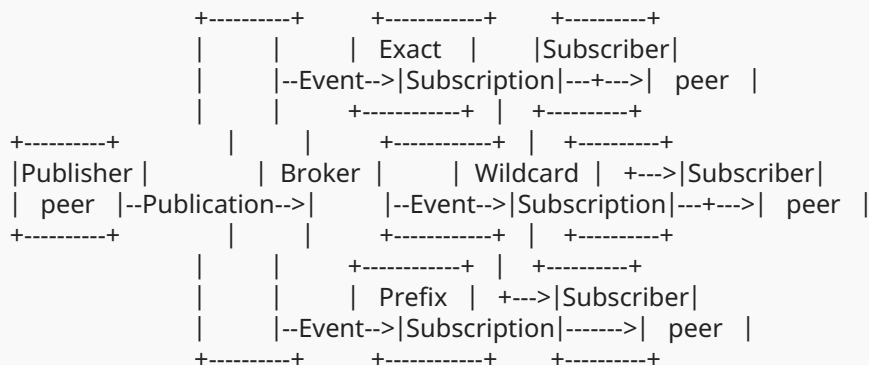 +----------+ +------------+ +----------+
| | | Exact | |Subscriber|
| |--Event-->|Subscription|---+--->| peer |
| | +------------+ | +----------+
+----------+ | | +------------+ | +----------+
|Publisher | | Broker | | Wildcard | +--->|Subscriber|
| peer |--Publication-->| |--Event-->|Subscription|---+--->| peer |
+----------+ | | +------------+ | +----------+
| | +------------+ | +----------+
| | | Prefix | +--->|Subscriber|
| |--Event-->|Subscription|------->| peer |
+----------+ +------------+ +----------+